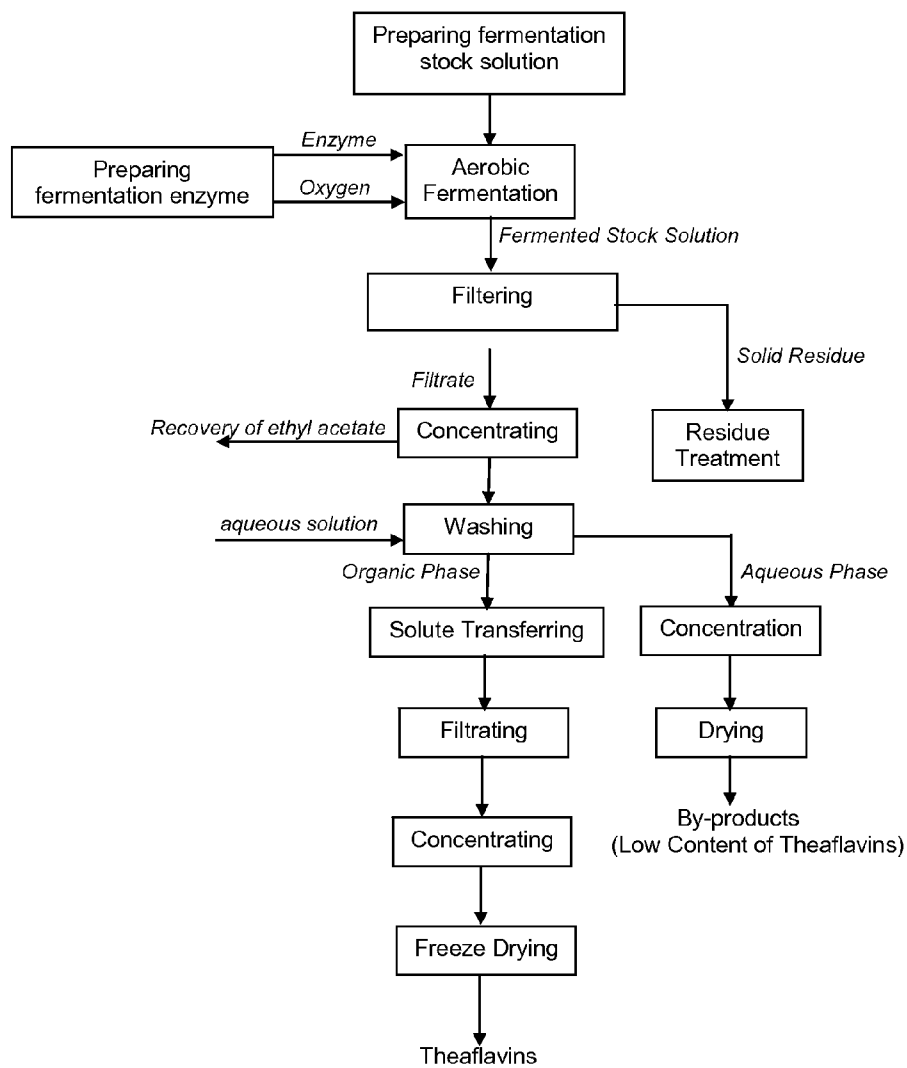 Preparing fermentation
stock solution
Enzyme
Preparing
fermentation enzyme
Oxygen
Aerobic
Fermentation
Fermented Stock Solution
Filtering
Solid Residue
Filtrate
Recovery of ethyl acetate
Concentrating
Residue
Treatment
aqueous solution
Washing
Organic Phase
Aqueous Phase
Solute Transferring
Concentration
Filtrating
Drying
By-products
(Low Content of Theaflavins)
Concentrating
Freeze Drying
Theaflavins